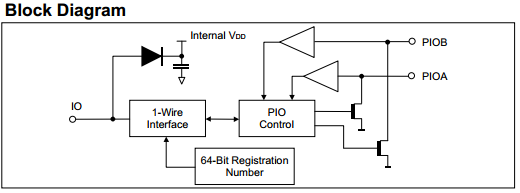 Block Diagram
Internal VDD
PIOB
PIOA
IO
1-Wire
Interface
PIO
Control
64-Bit Registration
Number